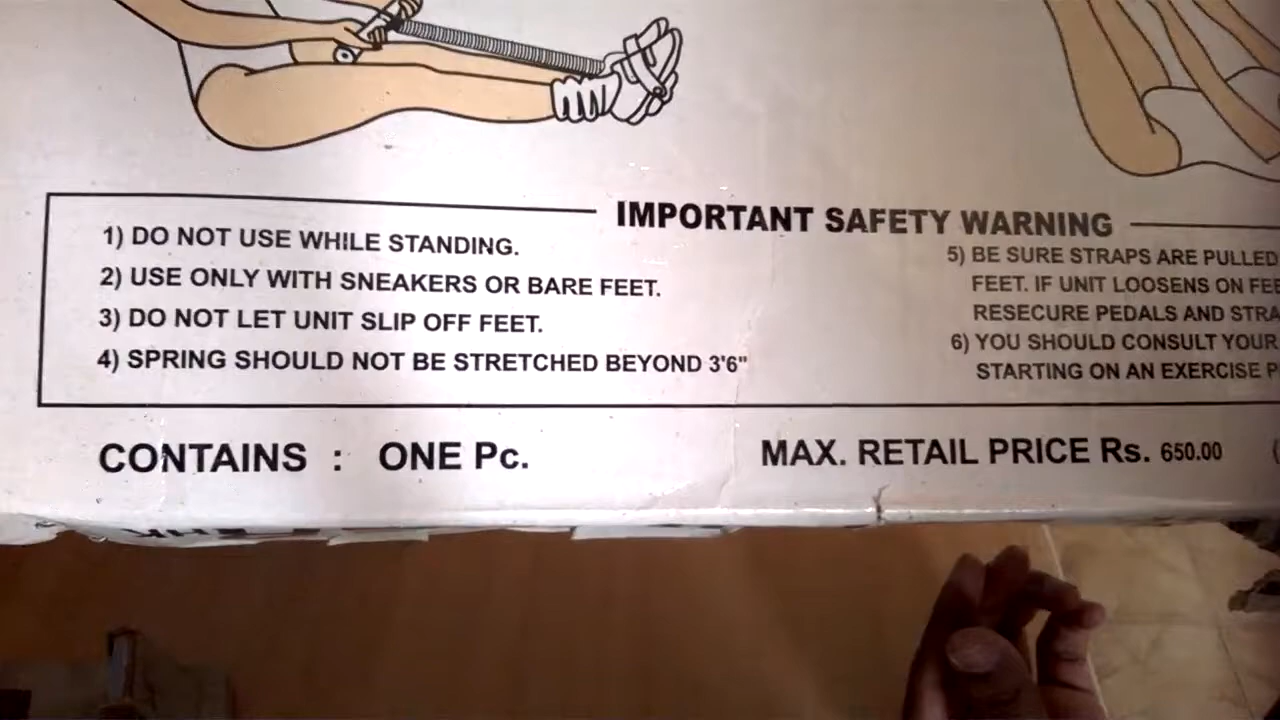 IMPORTANT SAFETY WARNING
1) DO NOT USE WHILE STANDING.
2) USE ONLY WITH SNEAKERS OR BARE FEET.
3) DO NOT LET UNIT SLIP OFF FEET.
4) SPRING SHOULD NOT BE STRETCHED BEYOND 3'6"
5) BE SURE STRAPS ARE PULLED
FEET. IF UNIT LOOSENS ON
RESECURE PEDALS AND
6) YOU SHOULD CONSULT YOUR
STARTING ON AN EXERCISE
CONTAINS : ONE Pc.
MAX. RETAIL PRICE Rs. 650.00